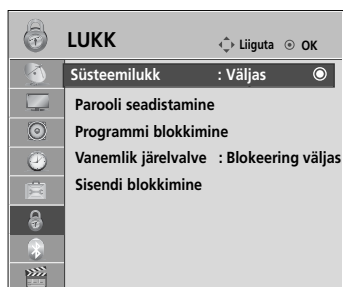 LUKK Liiguta OK
Süsteemilukk : Väljas
Parooli seadistamine
Programmi blokkimine
Vanemlik järelvalve : Blokeering väljas
Sisendi blokkimine